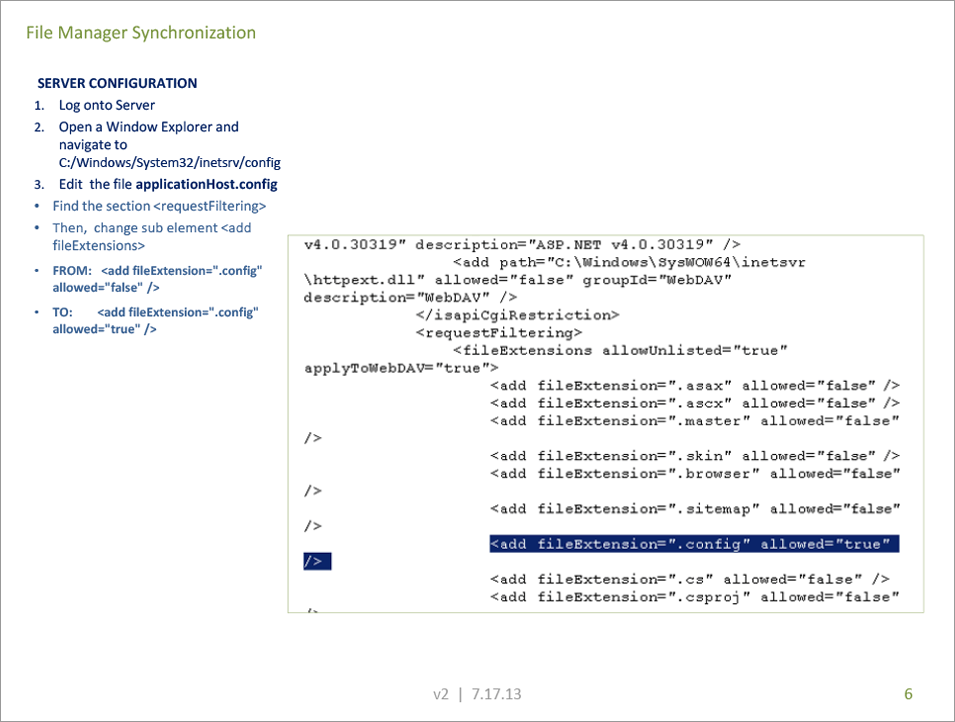 File Manager Synchronization
SERVER CONFIGURATION
1. Log onto Server
2. Open a Window Explorer and
navigate to
C:/Windows/System32/inetsrv/config
3. Edit the file applicationHost.config
• Find the section <requestFiltering>
• Then, change sub element <add
fileExtensions>
• FROM: <add fileExtension=".config"
allowed="false" />
• TO: <add fileExtension=".config"
allowed="true" />
v4.0.30319" description="ASP.NET v4.0.30319" />
<add path="C:\Windows\SysWOW64\inetsvr
\httpext.dll" allowed="false" groupId="WebDAV"
description="WebDAV" />
</isapiCgiRestriction>
<requestFiltering>
<fileExtensions allowUnlisted="true"
applyToWebDAV="true">
<add fileExtension=".asax" allowed="false" />
<add fileExtension=".ascx" allowed="false" />
<add fileExtension=".master" allowed="false"
/>
<add fileExtension=".skin" allowed="false" />
<add fileExtension=".browser" allowed="false"
/>
<add fileExtension=".sitemap" allowed="false"
/>
<add fileExtension=".config" allowed="true"
/>
<add fileExtension=".cs" allowed="false" />
<add fileExtension=".csproj" allowed="false"
/>
v2 | 7.17.13
6